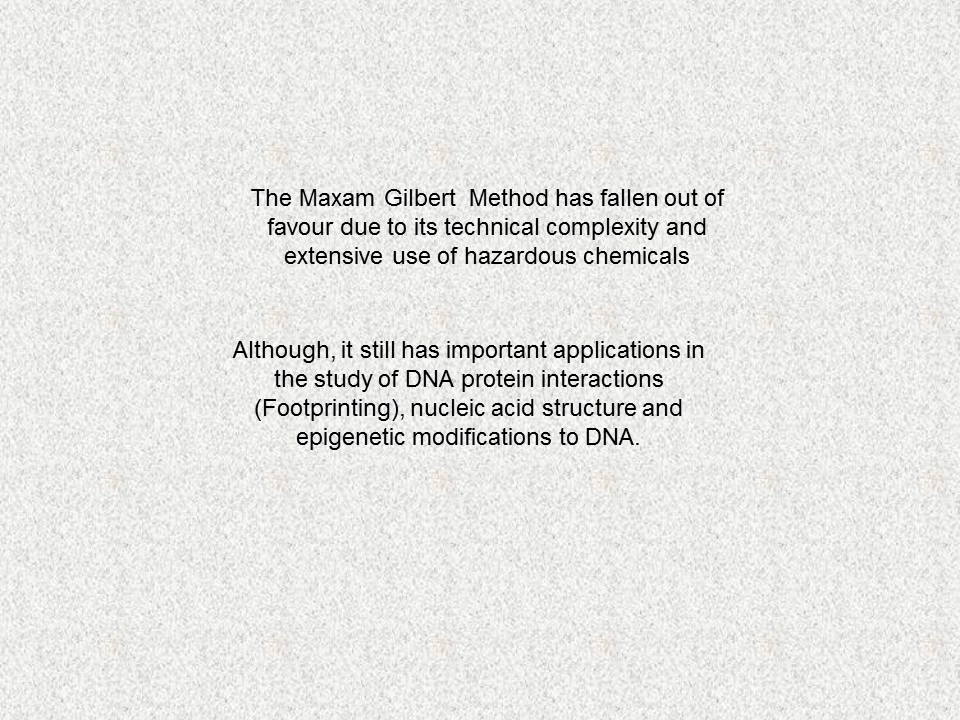 The Maxam Gilbert  Method has fallen out of
favour due to its technical complexity and
extensive use of hazardous chemicals
Although, it still has important applications in
the study of DNA protein interactions
(Footprinting), nucleic acid structure and
epigenetic modifications to DNA.